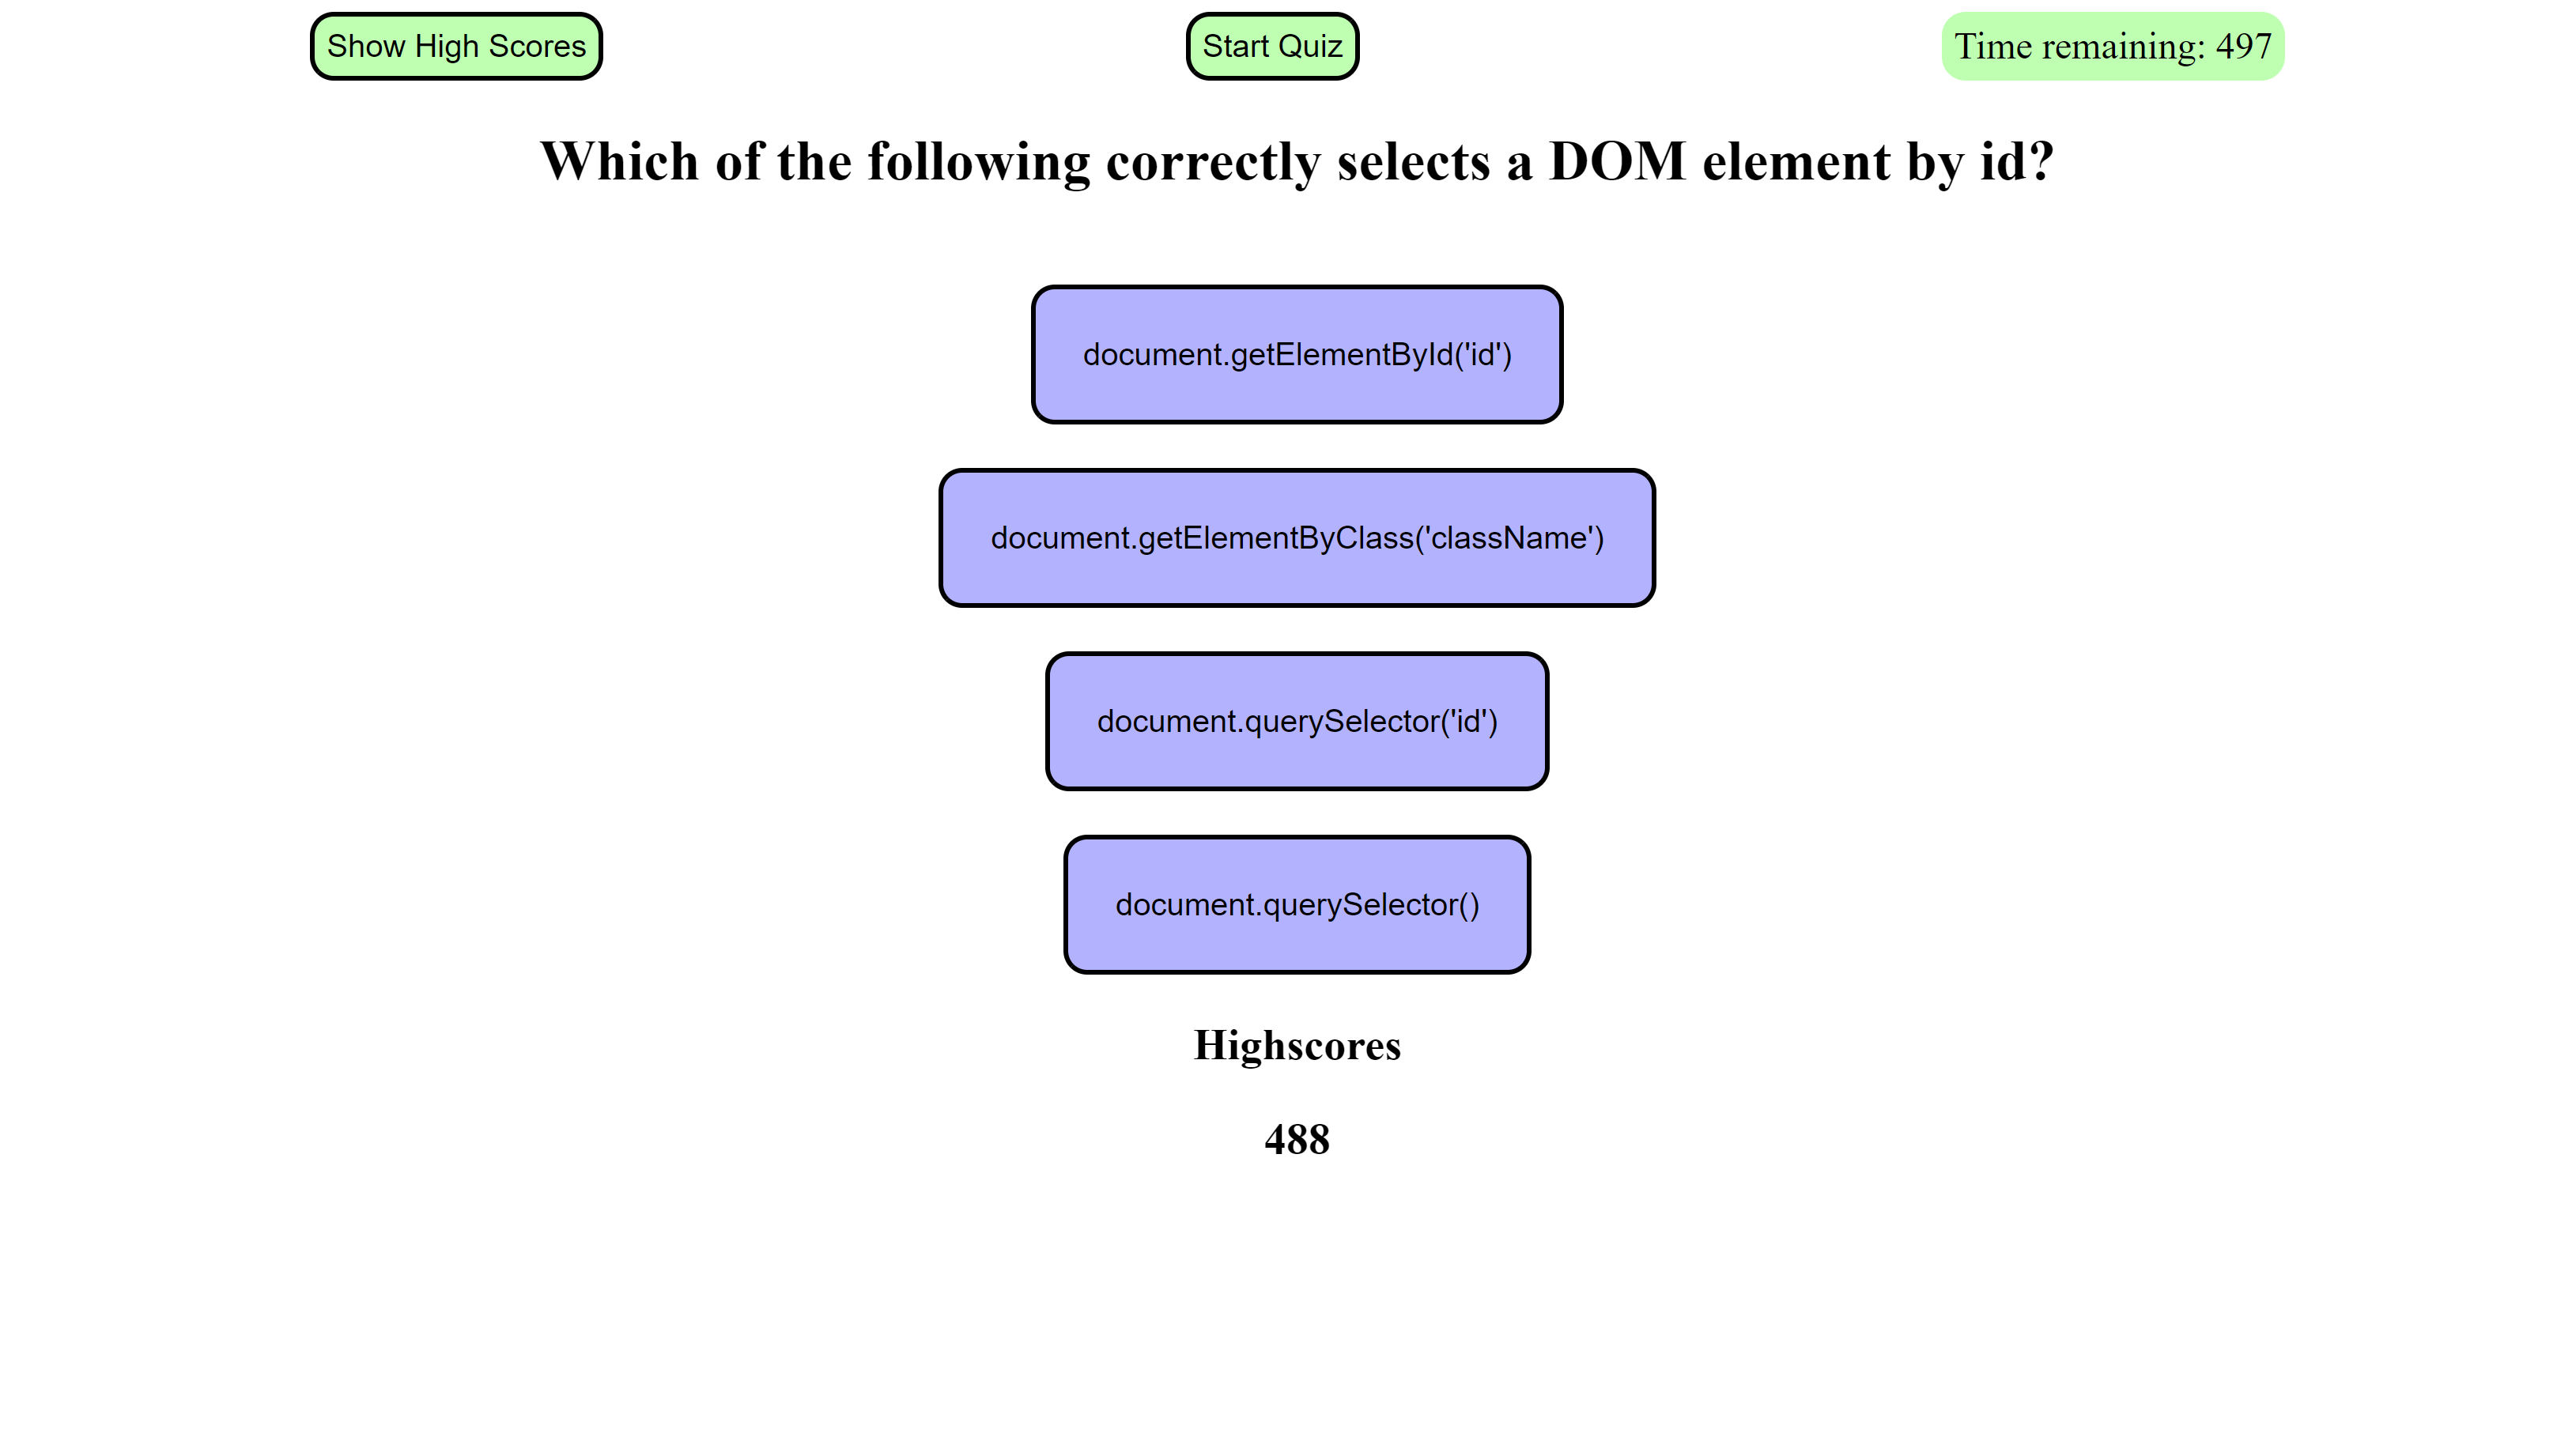 Show High Scores
Start Quiz
Time remaining: 497
Which of the following correctly selects a DOM element by id?
document.getElementById('id')
document.getElementByClass('className')
document.querySelector('id')
document.querySelector()
Highscores
488